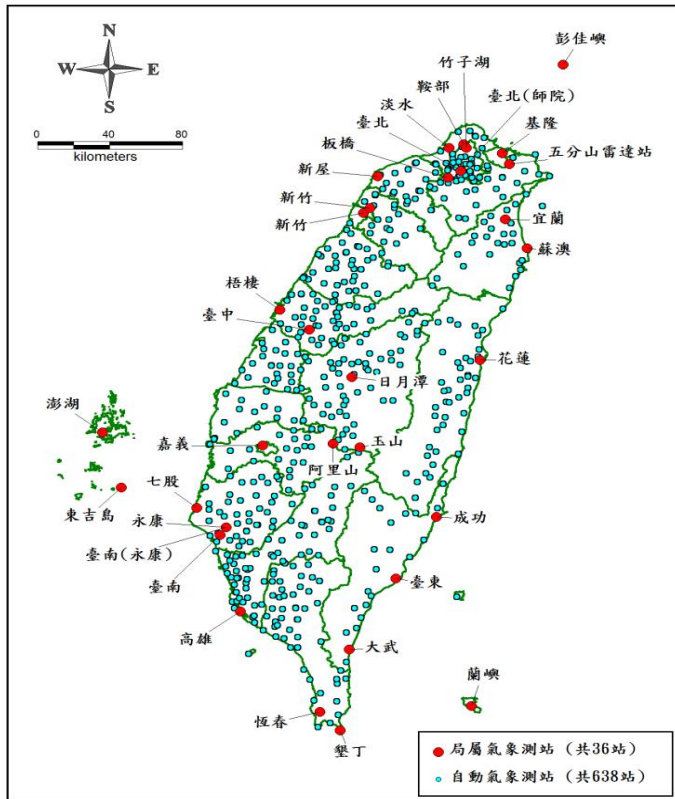 N
W E
S
0 40 80
kilometers
彭佳嶼
竹子湖
鞍部
臺北(師院)
淡水
基隆
臺北
板橋
五分山雷達站
新屋
新竹
新竹
宜蘭
蘇澳
梧棲
臺中
花蓮
日月潭
澎湖
嘉義
玉山
阿里山
七股
東吉島
永康
成功
臺南(永康)
臺南
臺東
高雄
大武
蘭嶼
恆春
墾丁
局屬氣象測站 (共36站)
自動氣象測站 (共638站)